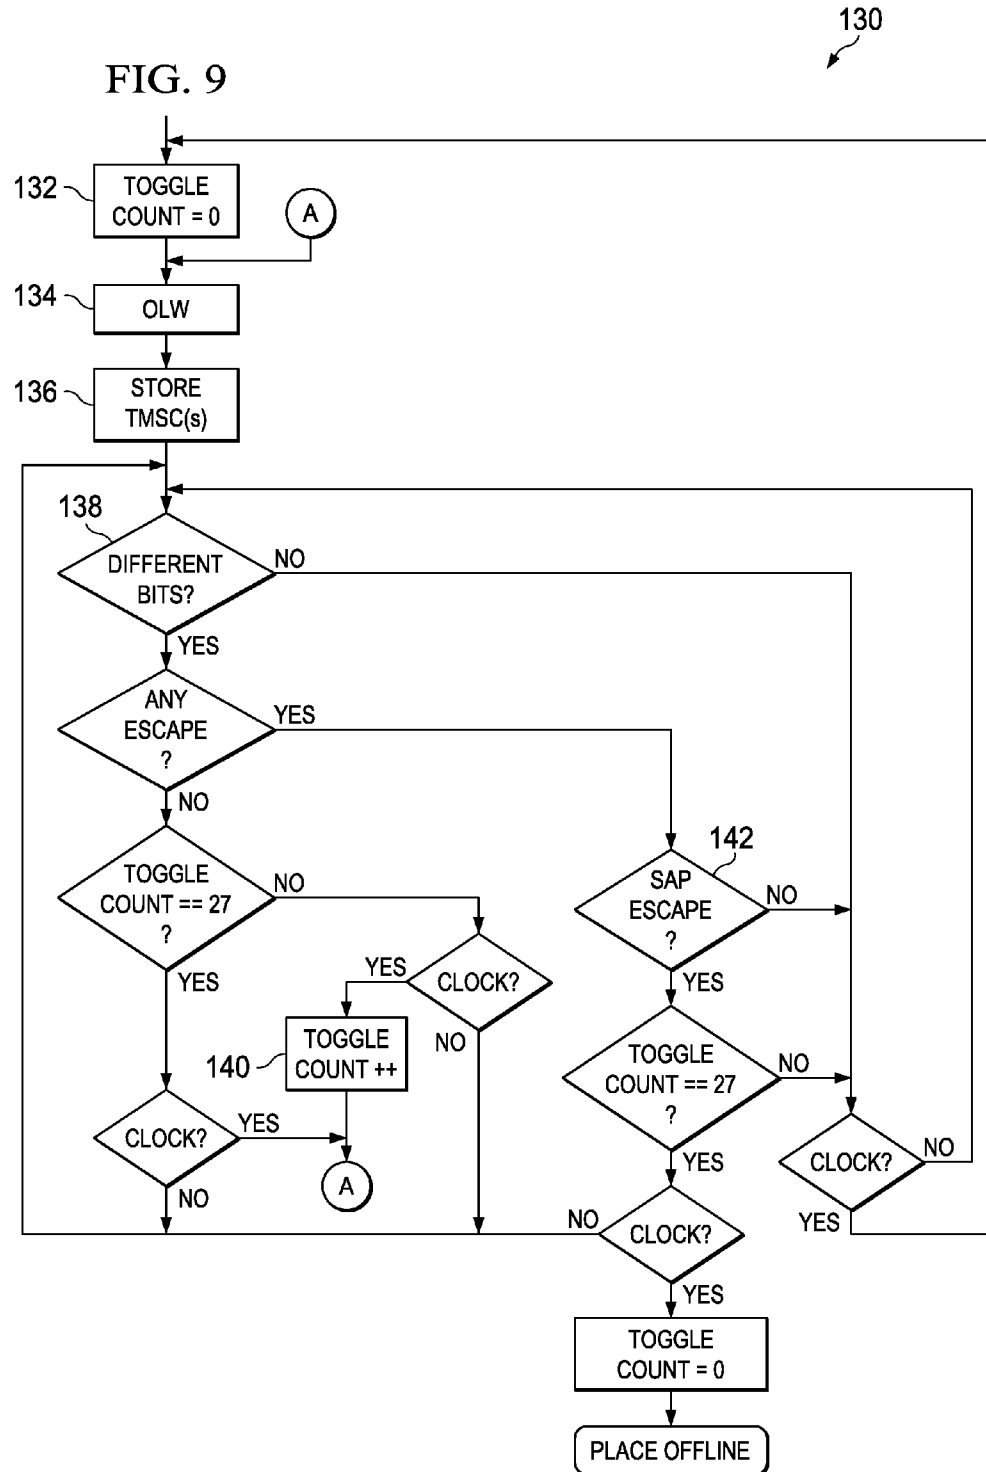 130
FIG. 9
132
TOGGLE
COUNT = 0
A
134
OLW
136
STORE
TMSC(s)
138
DIFFERENT
BITS?
NO
YES
ANY
ESCAPE
?
YES
NO
TOGGLE
COUNT == 27
?
NO
YES
142
SAP
ESCAPE
?
NO
YES
CLOCK?
YES
NO
140
TOGGLE
COUNT ++
TOGGLE
COUNT == 27
?
NO
YES
CLOCK?
YES
NO
A
CLOCK?
NO
YES
CLOCK?
NO
YES
TOGGLE
COUNT = 0
PLACE OFFLINE